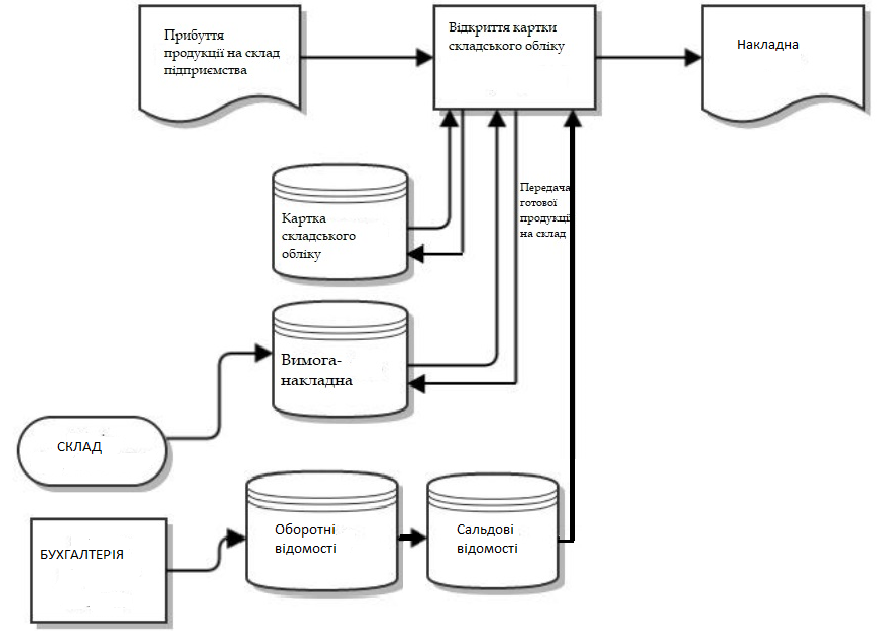 Прибуття
продукції на склад
підприємства
Відкриття картки
складського обліку
Накладна
Картка
складського
обліку
Передача
готової
продукції
на склад
Вимога-
накладна
СКЛАД
БУХГАЛТЕРІЯ
Оборотні
відомості
Сальдові
відомості